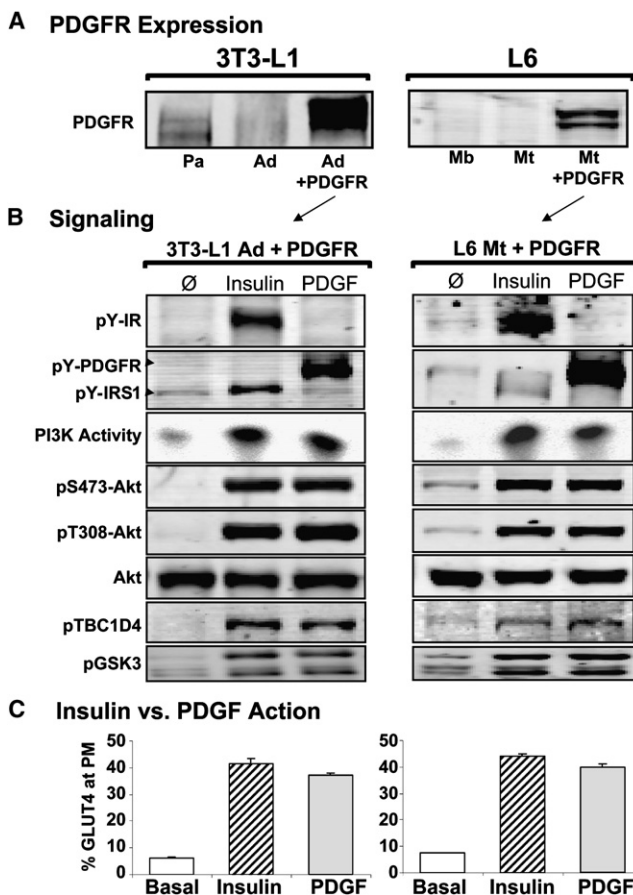 A PDGFR Expression
3T3-L1 L6
PDGFR
Pa Ad Ad +PDGFR Mb Mt Mt +PDGFR
B Signaling
3T3-L1 Ad + PDGFR L6 Mt + PDGFR
Ø Insulin PDGF Ø Insulin PDGF
pY-IR
pY-PDGFR
pY-IRS1
PI3K Activity
pS473-Akt
pT308-Akt
Akt
pTBC1D4
pGSK3
C Insulin vs. PDGF Action
% GLUT4 at PM
50 50
40 40
30 30
20 20
10 10
0 0
Basal Insulin PDGF Basal Insulin PDGF